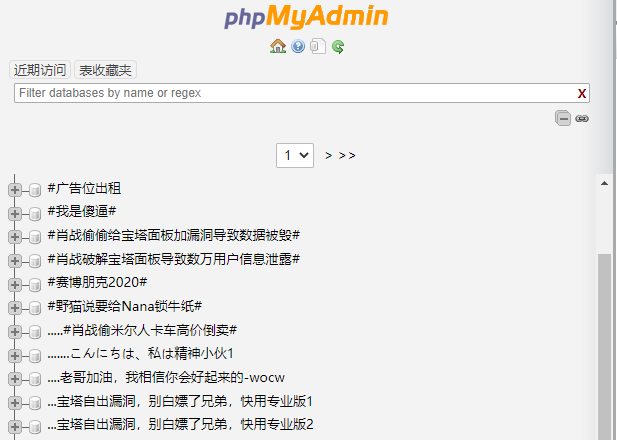 phpMyAdmin
近期访问 表收藏夹
Filter databases by name or regex X
1 > >>
#广告位出租
#我是傻逼#
#肖战偷偷给宝塔面板加漏洞导致数据被毁#
#肖战破解宝塔面板导致数万用户信息泄露#
#赛博朋克2020#
#野猫说要给Nana锁牛纸#
.....#肖战偷米尔人卡车高价倒卖#
.......こんにちは、私は精神小伙1
....老哥加油，我相信你会好起来的-wocw
...宝塔自出漏洞，别白嫖了兄弟，快用专业版1
...宝塔自出漏洞，别白嫖了兄弟，快用专业版2